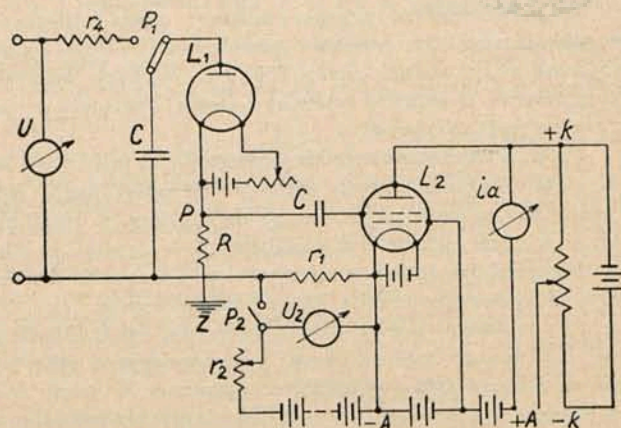 r₄
P₁
L₁
U
C
L₂
+k
iₐ
P
C
R
r₁
Z
P₂
U₂
r₂
-A
+A
-k